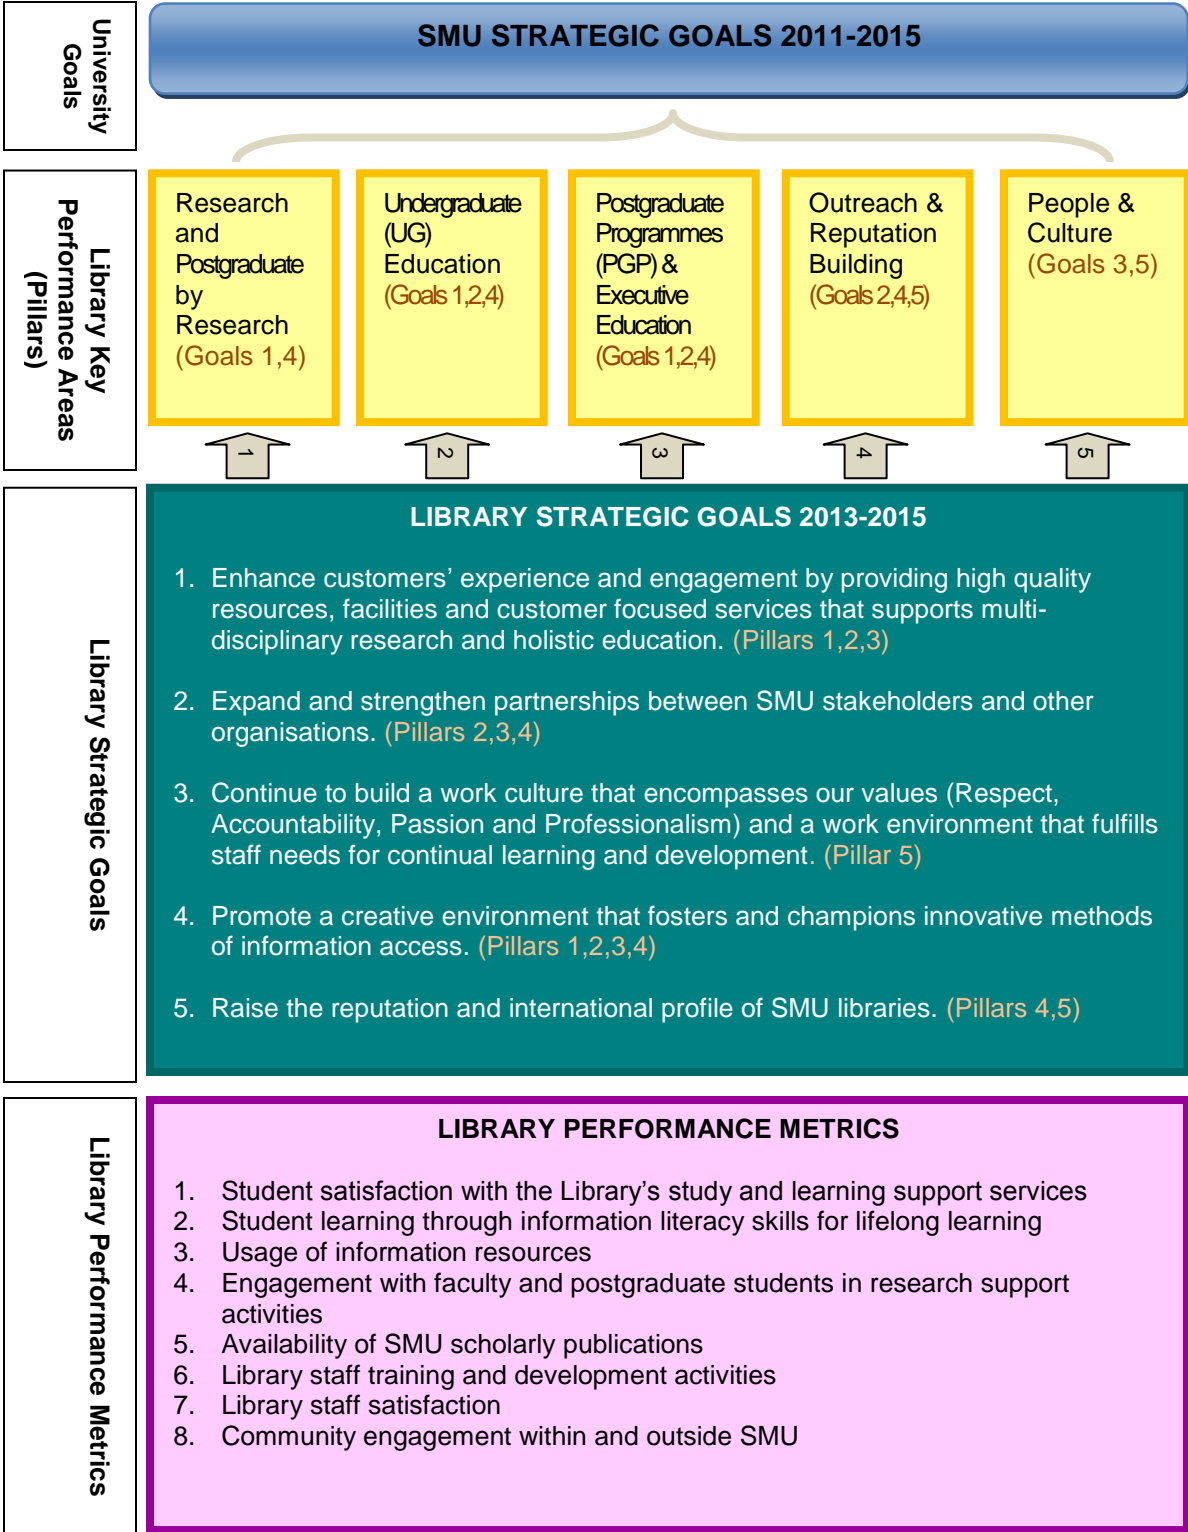 University
Goals
SMU STRATEGIC GOALS 2011-2015
Library Key
Performance Areas
(Pillars)
Research
and
Postgraduate
by
Research
(Goals 1,4)
Undergraduate
(UG)
Education
(Goals 1,2,4)
Postgraduate
Programmes
(PGP) &
Executive
Education
(Goals 1,2,4)
Outreach &
Reputation
Building
(Goals 2,4,5)
People &
Culture
(Goals 3,5)
1
2
3
4
5
Library Strategic Goals
LIBRARY STRATEGIC GOALS 2013-2015
1. Enhance customers’ experience and engagement by providing high quality
resources, facilities and customer focused services that supports multi-
disciplinary research and holistic education. (Pillars 1,2,3)
2. Expand and strengthen partnerships between SMU stakeholders and other
organisations. (Pillars 2,3,4)
3. Continue to build a work culture that encompasses our values (Respect,
Accountability, Passion and Professionalism) and a work environment that fulfills
staff needs for continual learning and development. (Pillar 5)
4. Promote a creative environment that fosters and champions innovative methods
of information access. (Pillars 1,2,3,4)
5. Raise the reputation and international profile of SMU libraries. (Pillars 4,5)
Library Performance Metrics
LIBRARY PERFORMANCE METRICS
1. Student satisfaction with the Library’s study and learning support services
2. Student learning through information literacy skills for lifelong learning
3. Usage of information resources
4. Engagement with faculty and postgraduate students in research support
activities
5. Availability of SMU scholarly publications
6. Library staff training and development activities
7. Library staff satisfaction
8. Community engagement within and outside SMU